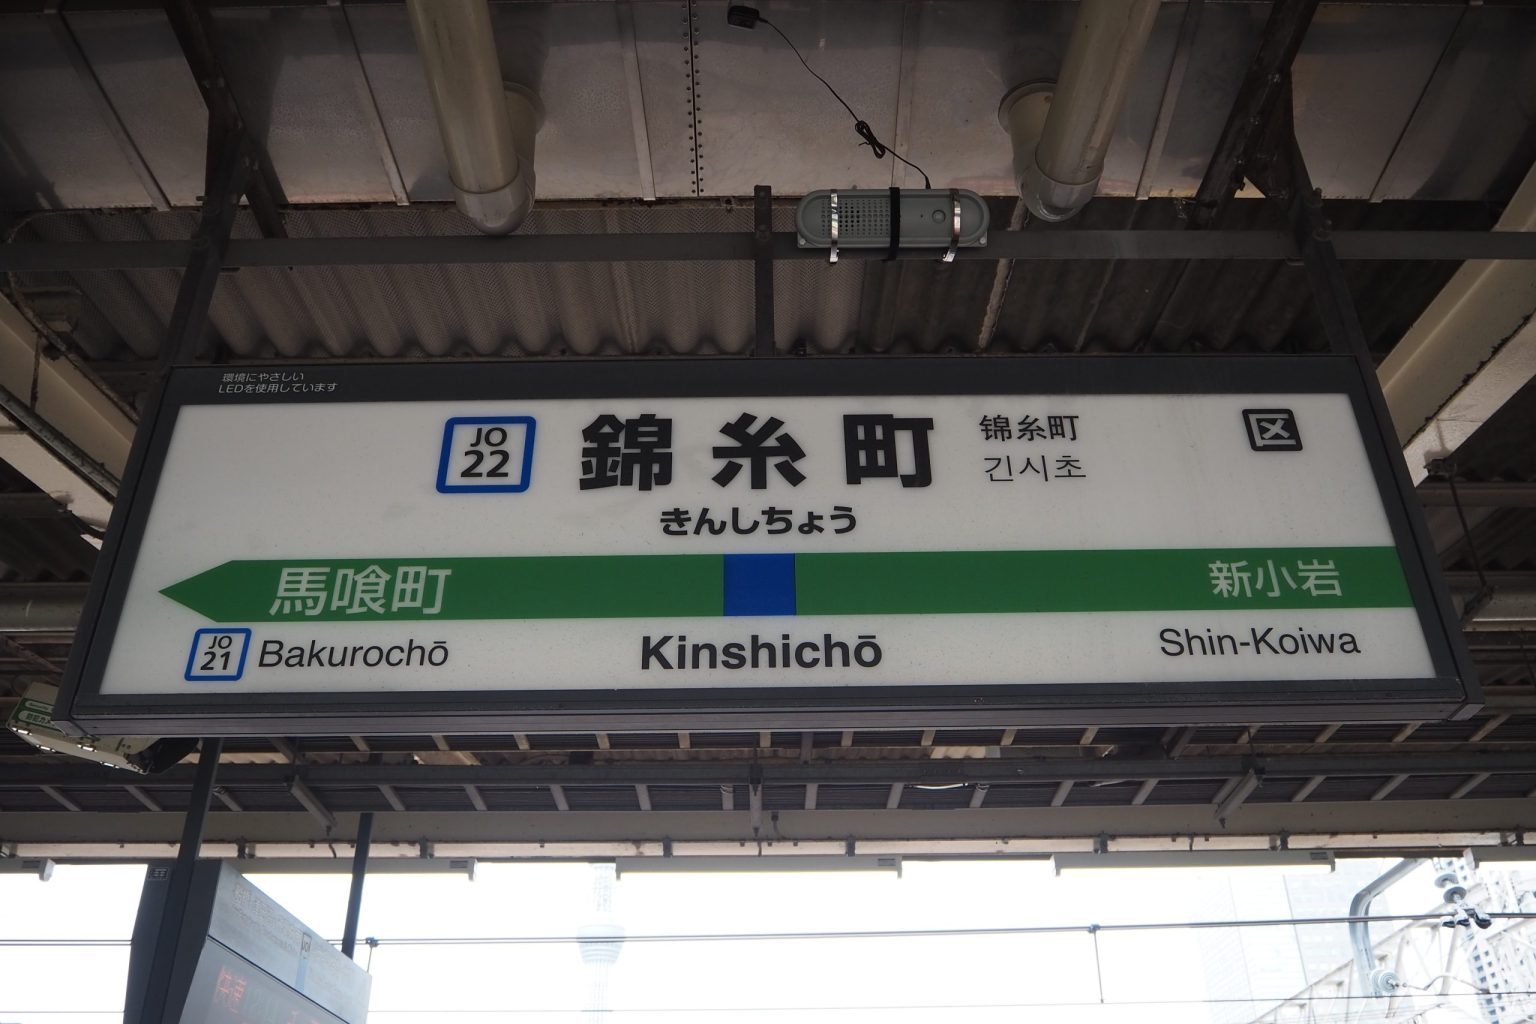 環境にやさしい
LEDを使用しています
JO
22
錦糸町
锦糸町
긴시초
区
きんしちょう
馬喰町
新小岩
JO
21
Bakurochō
Kinshichō
Shin-Koiwa